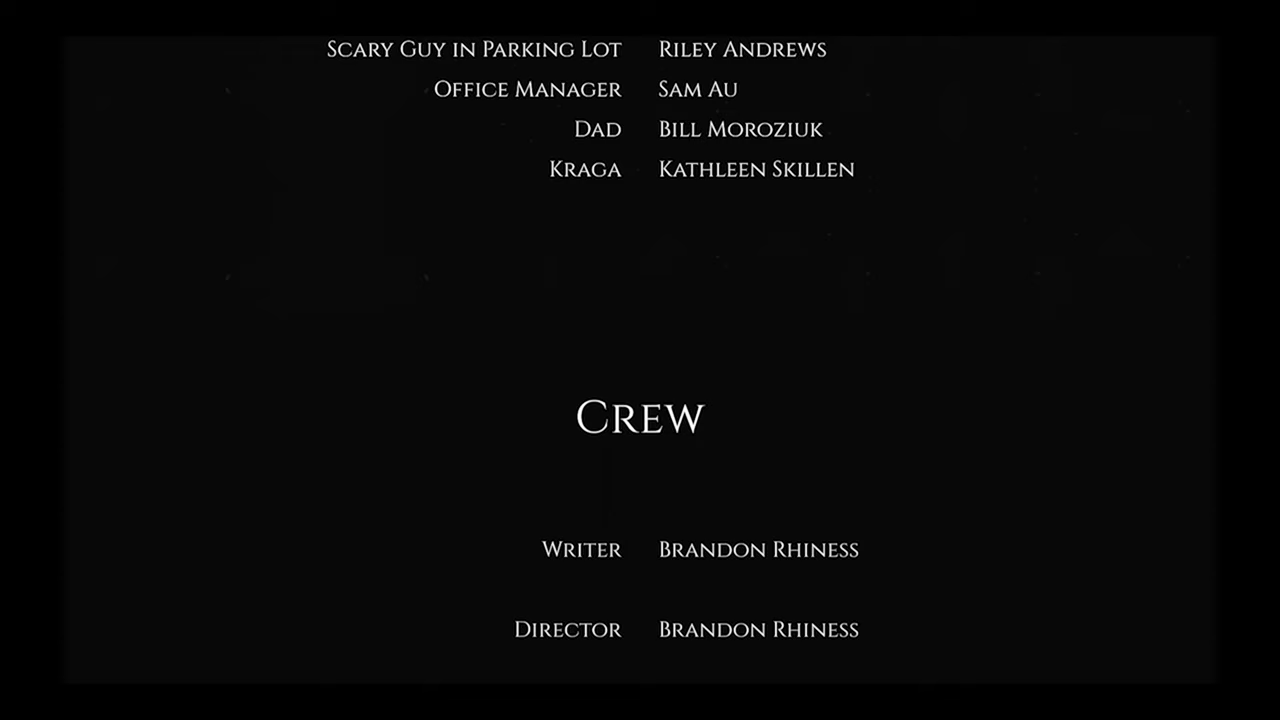 Scary Guy in Parking Lot Riley Andrews
Office Manager Sam Au
Dad Bill Moroziuk
Kraga Kathleen Skillen
Crew
Writer Brandon Rhiness
Director Brandon Rhiness